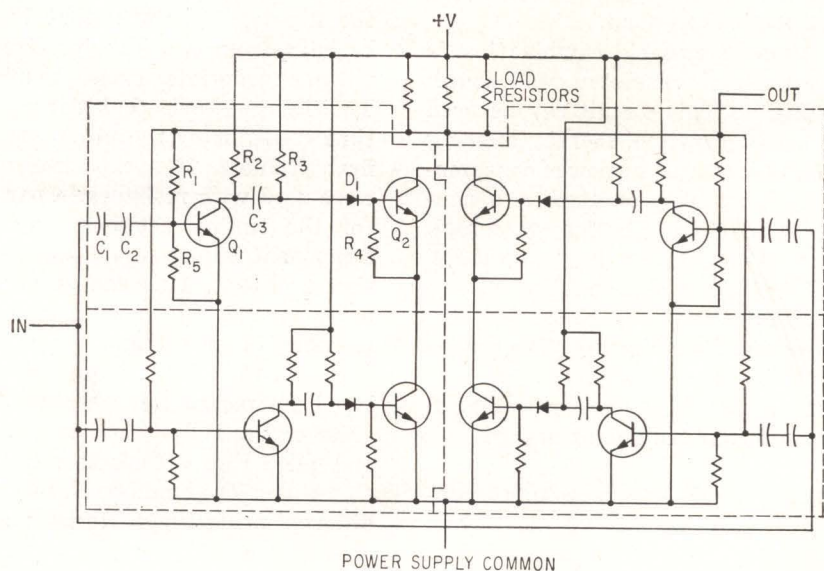 +V
LOAD
RESISTORS
OUT
R₁
R₂
R₃
C₃
D₁
C₁
C₂
Q₁
R₄
Q₂
R₅
IN
POWER SUPPLY COMMON